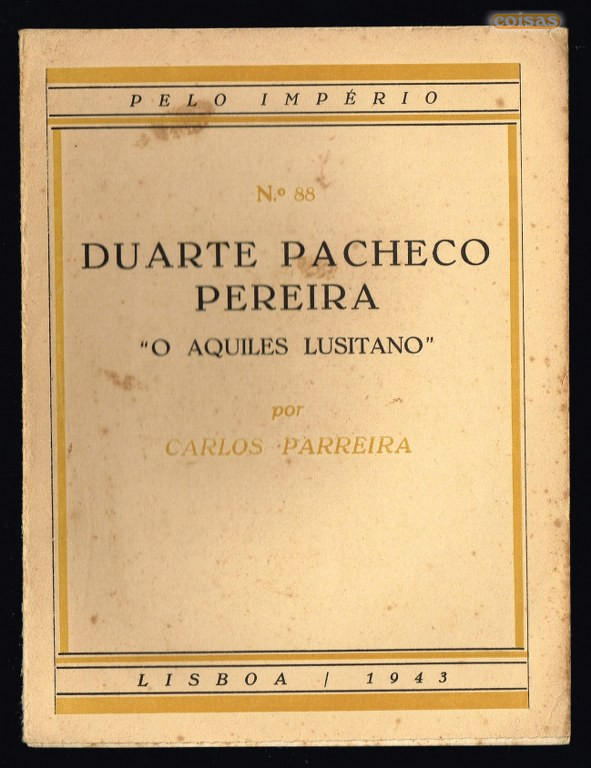 coisas
PELO IMPÉRIO
N.º 88
DUARTE PACHECO
PEREIRA
"O AQUILES LUSITANO"
por
CARLOS PARREIRA
LISBOA / 1943